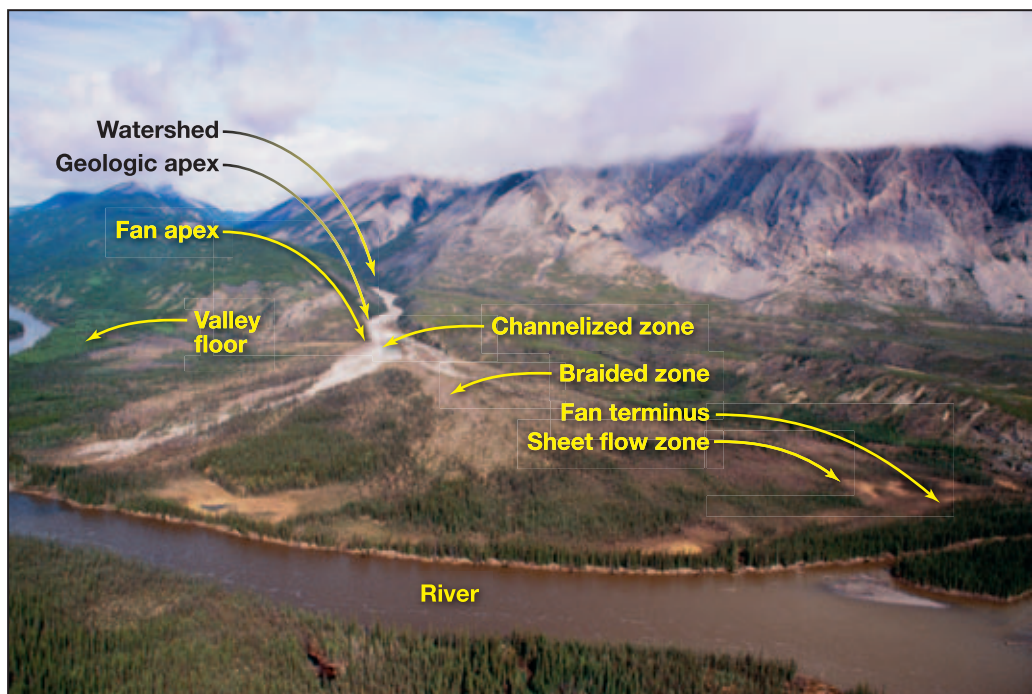 Watershed
Geologic apex
Fan apex
Valley
floor
Channelized zone
Braided zone
Fan terminus
Sheet flow zone
River